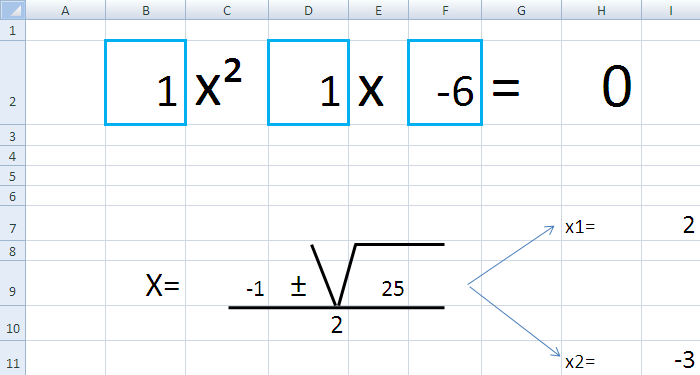 A B C D E F G H I
1
2 1 x² 1 x -6 = 0
3
4
5
6
7 x1= 2
8
9 X= -1 ± √ 25
10 2
11 x2= -3